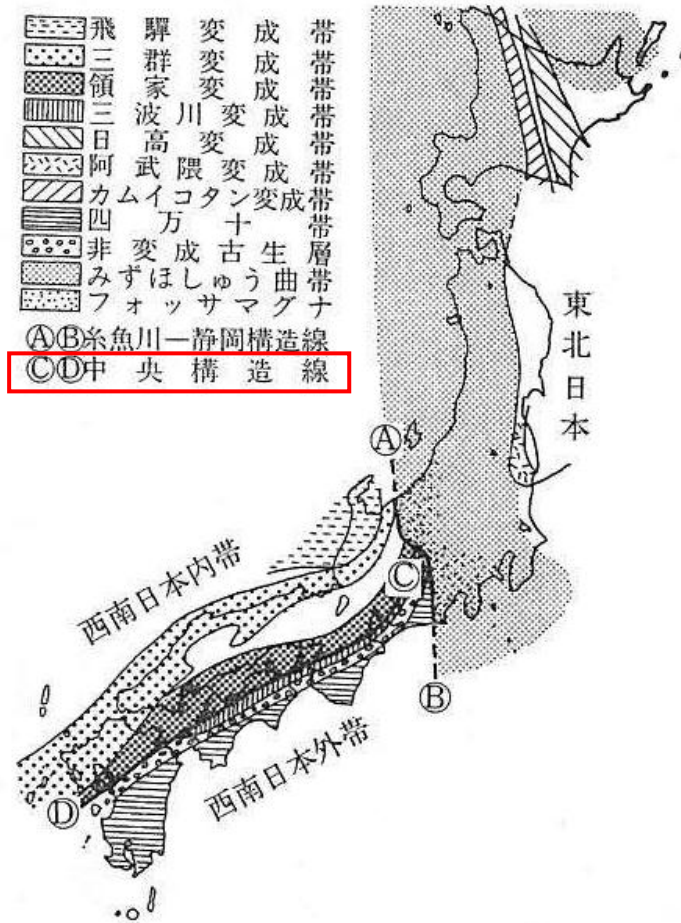 飛驒変成帯
三群変成帯
領家変成帯
三波川変成帯
日高変成帯
阿武隈変成帯
カムイコタン変成帯
四万十帯
非変成古生層
みずほしゅう曲帯
フォッサマグナ
ⒶⒷ糸魚川—静岡構造線
ⒸⒹ中央構造線
東北日本
Ⓐ
西南日本内帯
Ⓒ
Ⓑ
西南日本外帯
Ⓓ